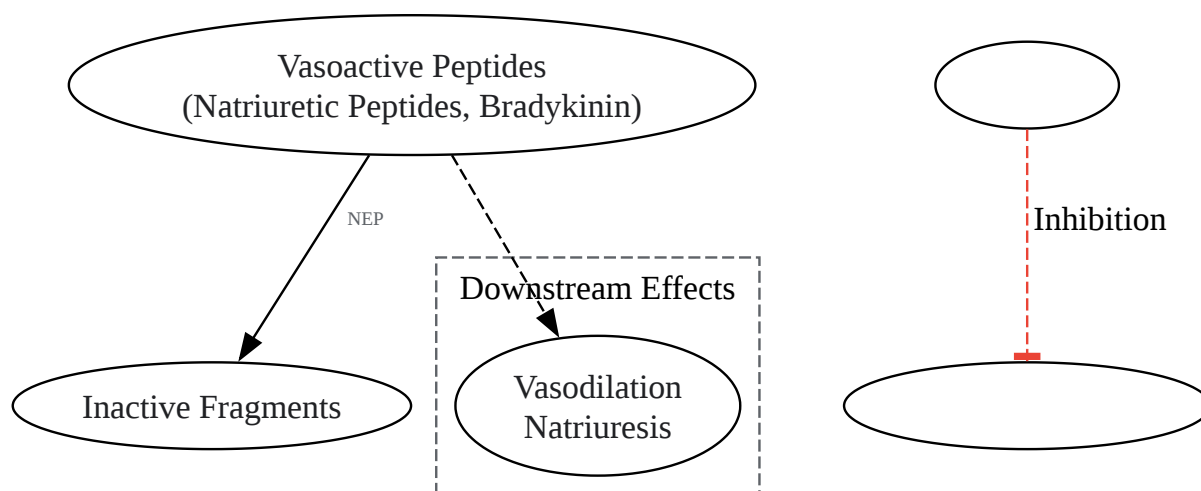 Vasoactive Peptides
(Natriuretic Peptides, Bradykinin)
NEP
Inhibition
Downstream Effects
Inactive Fragments
Vasodilation
Natriuresis